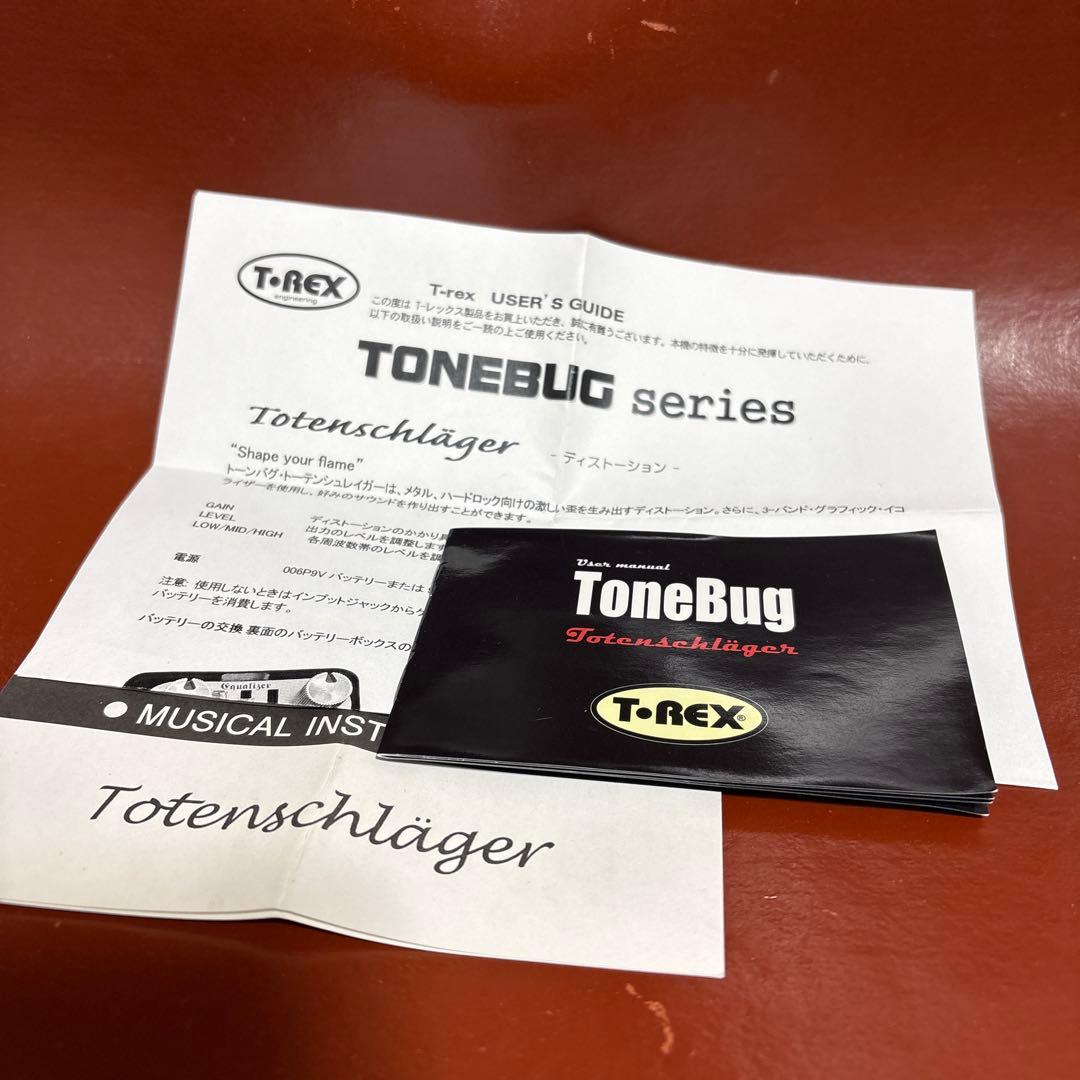 T•REX
engineering
T-rex USER'S GUIDE
この度は T-レックス製品をお買上いただき、誠に有難うございます。本機の特徴を十分に発揮していただくために、
以下の取扱い説明をご一読の上ご使用ください。
TONEBUG series
Totenschläger - ディストーション -
“Shape your flame”
トーンバグ・トーテンシュレイガーは、メタル、ハードロック向けの激しい歪を生み出すディストーション。さらに、3-バンド・グラフィック・イコ
ライザーを使用し、好みのサウンドを作り出すことができます。
GAIN ディストーションのかかり具
LEVEL 出力のレベルを調整します
LOW/MID/HIGH 各周波数帯のレベルを調
電源 006P9V バッテリーまたは
注意: 使用しないときはインプットジャックから
バッテリーを消費します。
バッテリーの交換 裏面のバッテリーボックスの
Equalizer
● MUSICAL INST
Totenschläger
User manual
ToneBug
Totenschläger
T•REX®